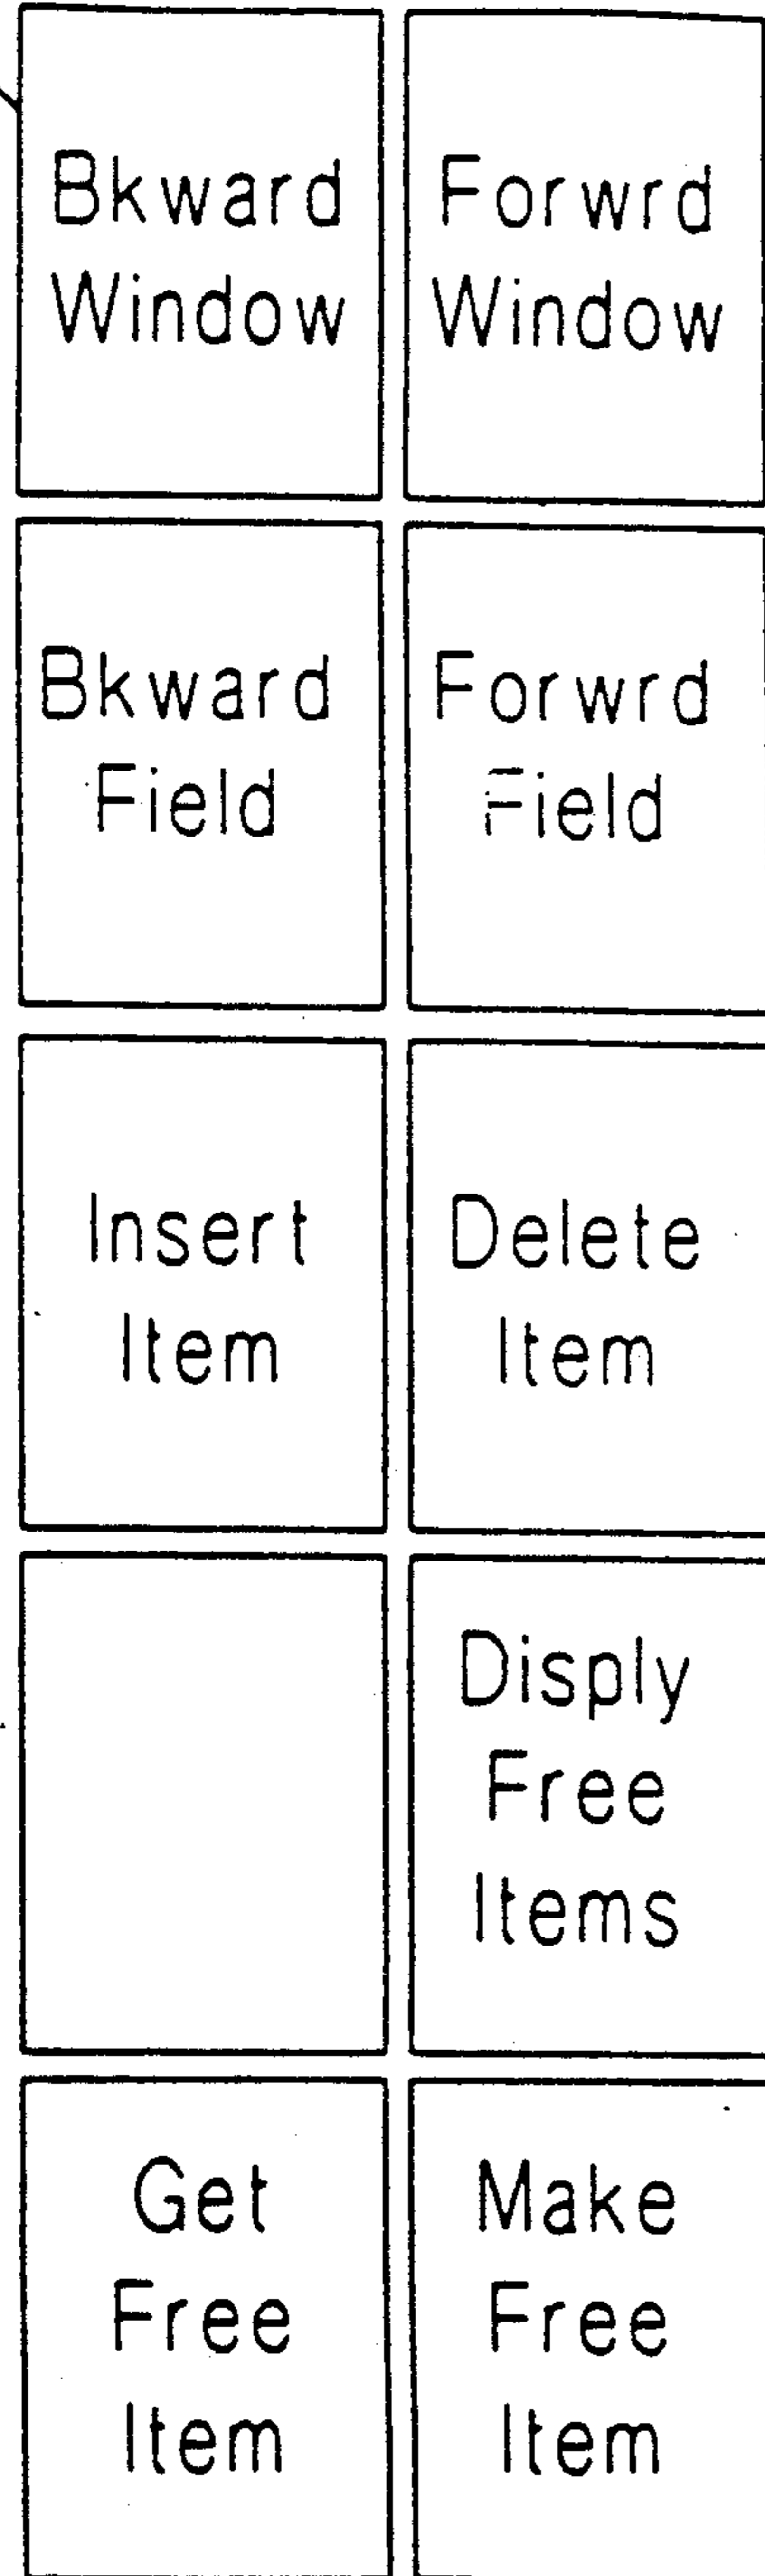 Bkward
Window
Forwrd
Window
Bkward
Field
Forwrd
Field
Insert
Item
Delete
Item
Disply
Free
Items
Get
Free
Item
Make
Free
Item